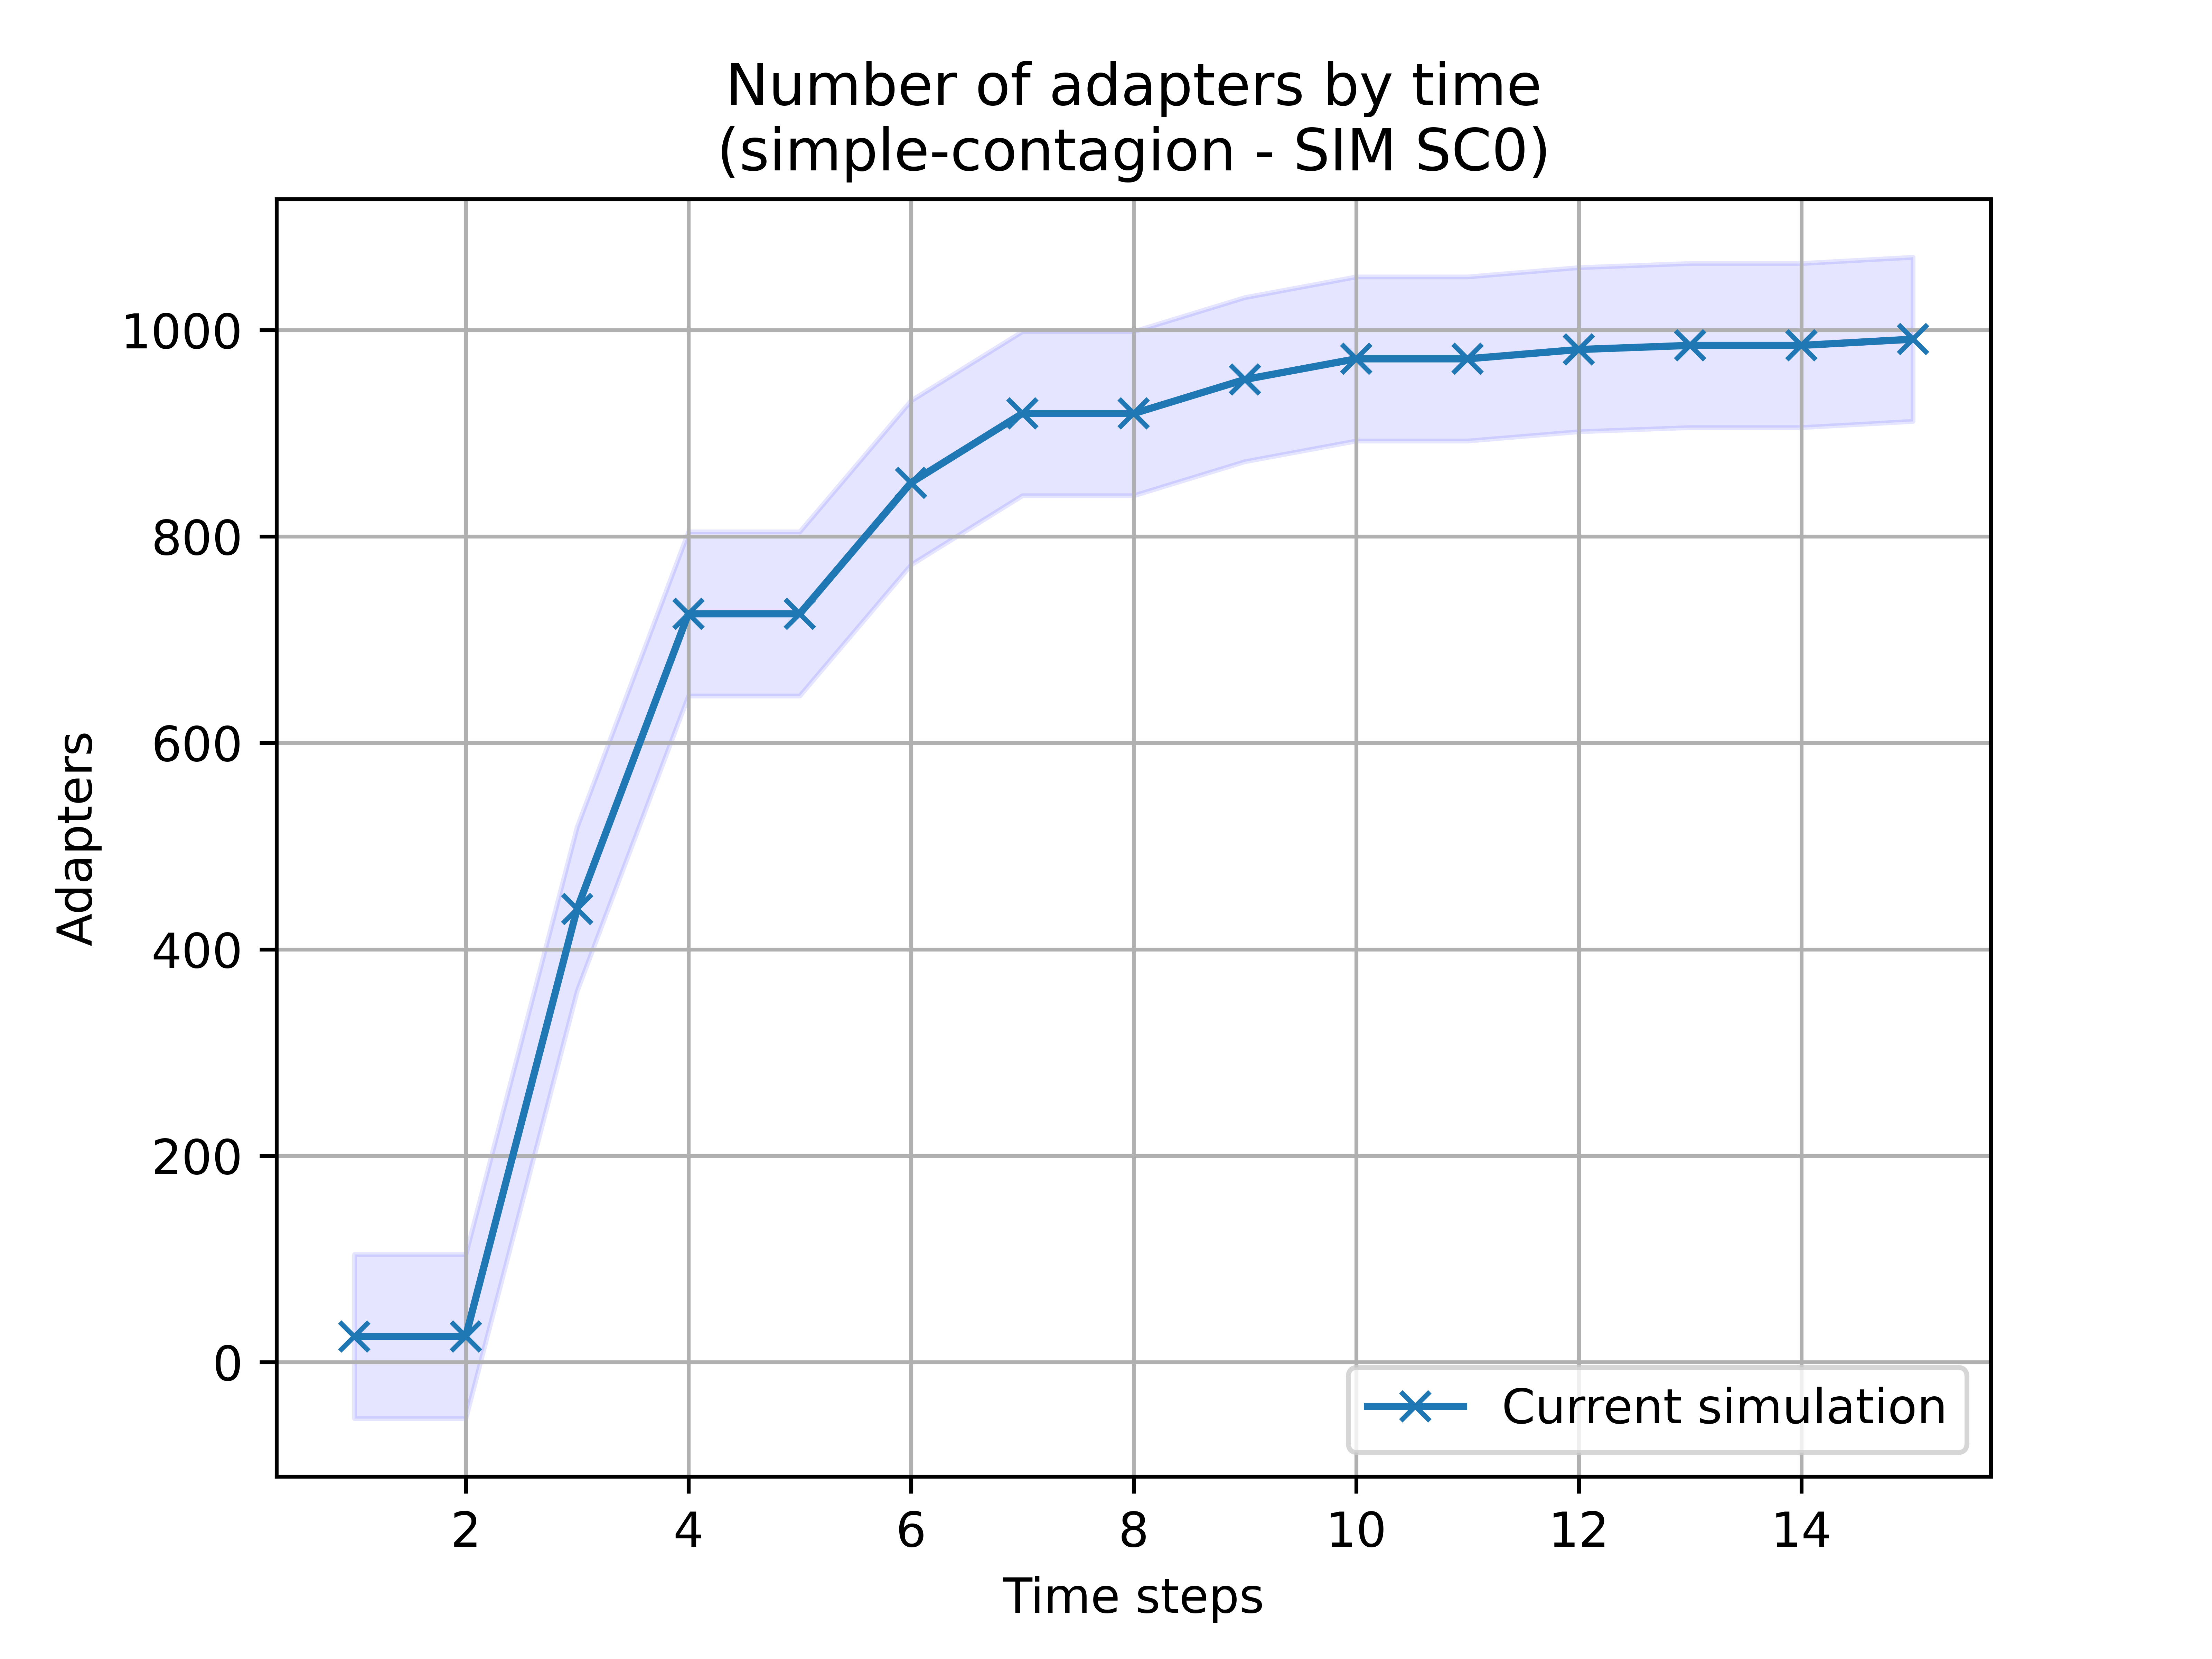 Number of adapters by time
(simple-contagion - SIM SC0)
1000
800
600
400
200
0
Adapters
Current simulation
2 4 6 8 10 12 14
Time steps